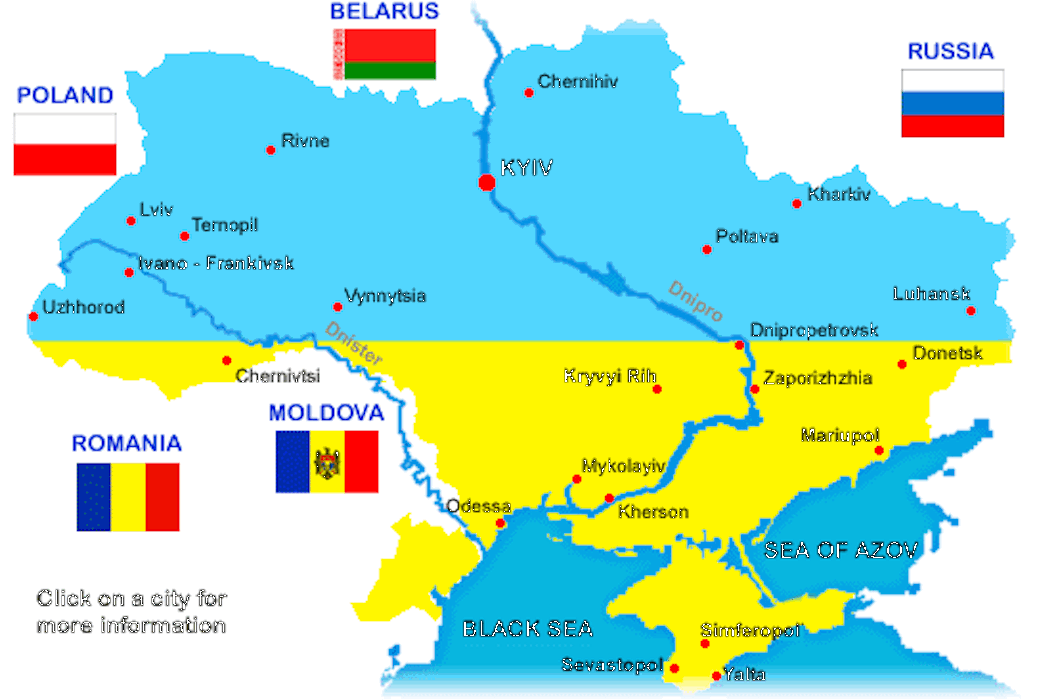 BELARUS
RUSSIA
Chernihiv
POLAND
Rivne
KYIV
Kharkiv
Lviv
Ternopil
Poltava
Ivano - Frankivsk
Luhansk
Dnipro
Vynnytsia
Uzhhorod
Dnipropetrovsk
Dnister
Donetsk
Chernivtsi
Kryvyi Rih
Zaporizhzhia
MOLDOVA
ROMANIA
Mariupol
Mykolayiv
Odessa
Kherson
SEA OF AZOV
Click on a city for
more information
BLACK SEA
Simferopol'
Sevastopol
Yalta